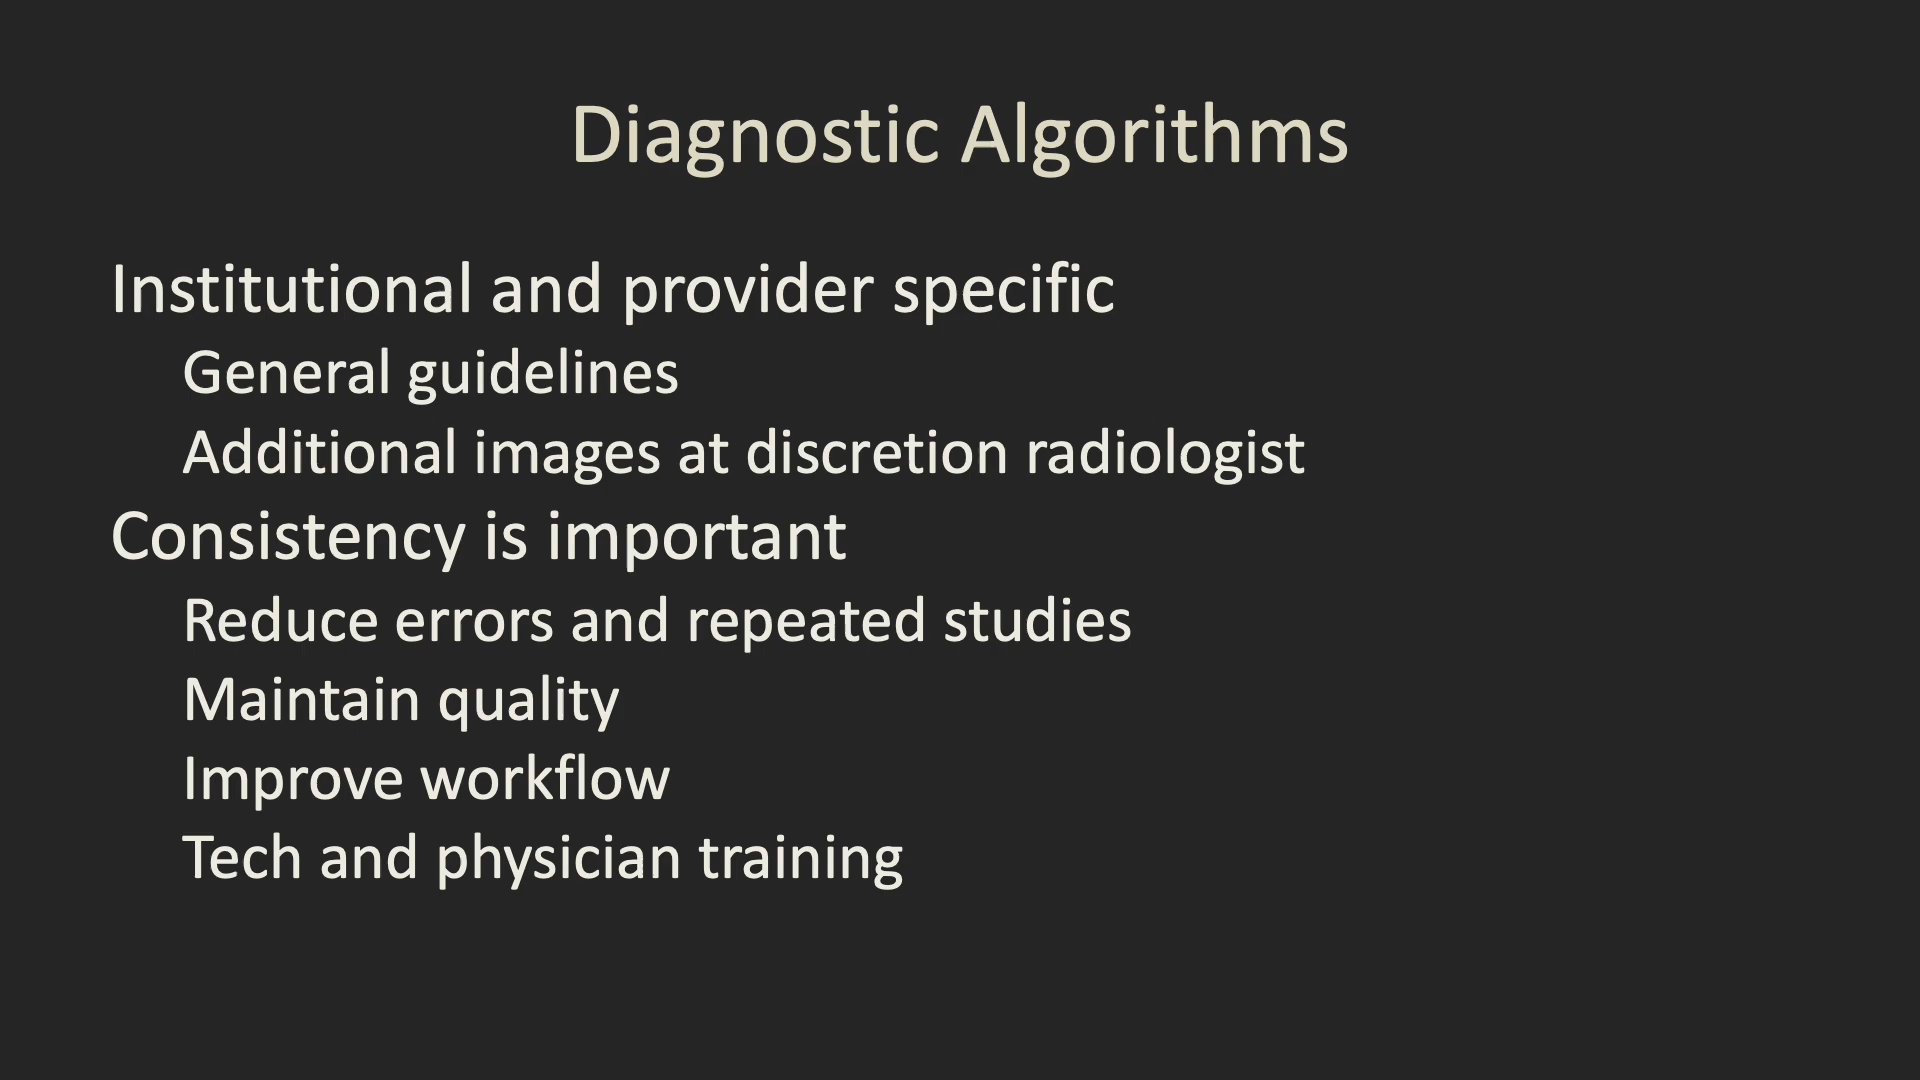 Diagnostic Algorithms
Institutional and provider specific
General guidelines
Additional images at discretion radiologist
Consistency is important
Reduce errors and repeated studies
Maintain quality
Improve workflow
Tech and physician training